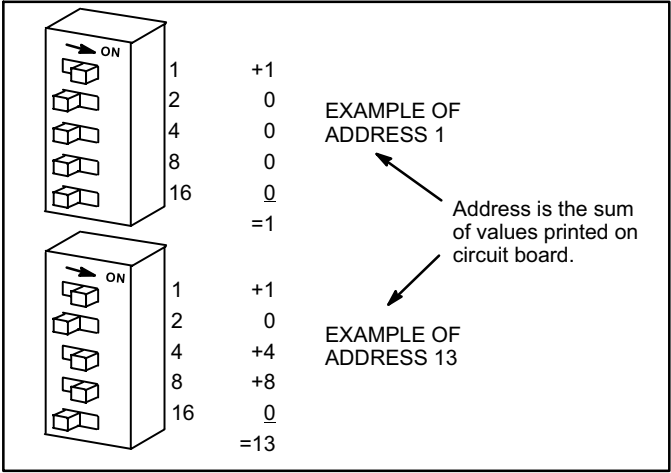 ON
1 +1
2 0
4 0
8 0
16 0
=1
EXAMPLE OF
ADDRESS 1
Address is the sum
of values printed on
circuit board.
ON
1 +1
2 0
4 +4
8 +8
16 0
=13
EXAMPLE OF
ADDRESS 13